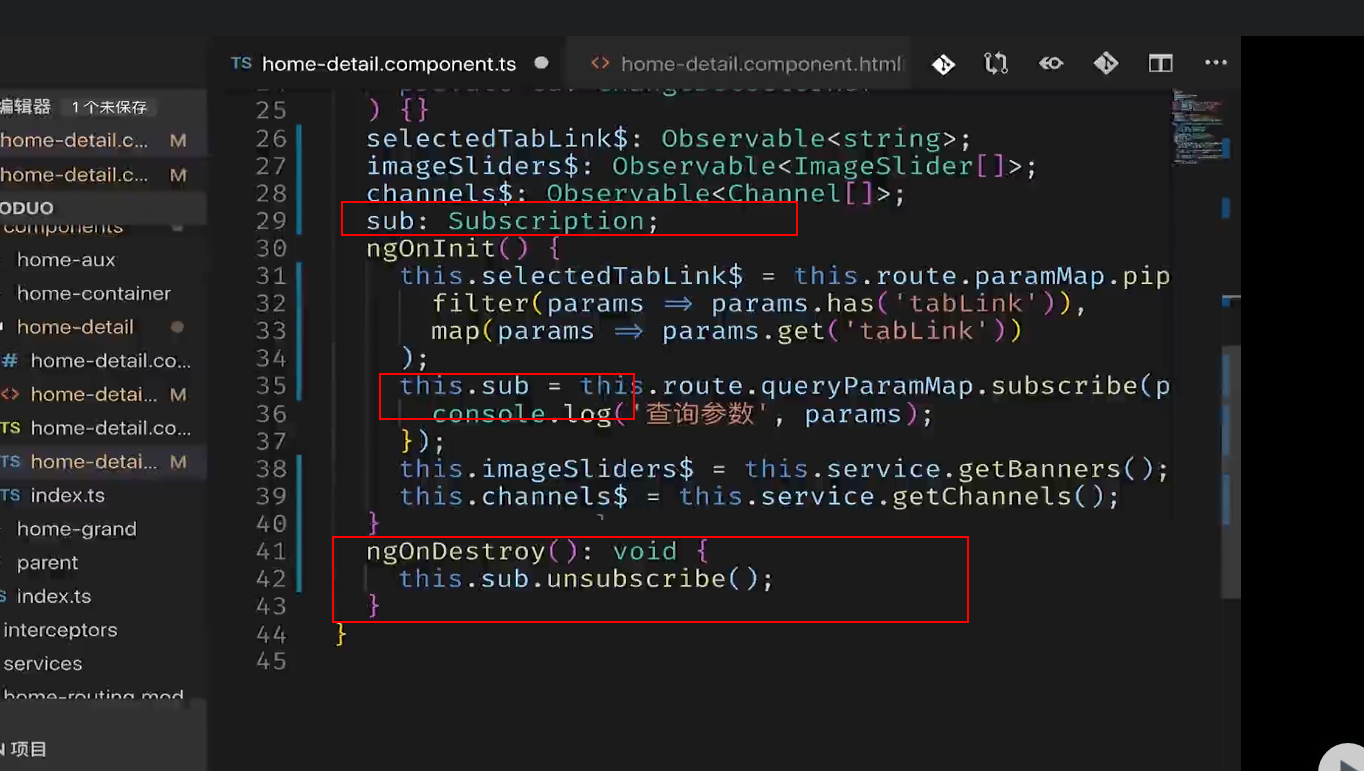 TS home-detail.component.ts
<> home-detail.component.html
编辑器 1 个未保存
home-detail.c... M
home-detail.c... M
ODUO
components
home-aux
home-container
home-detail
# home-detail.co...
<> home-detai... M
TS home-detail.co...
TS home-detai... M
TS index.ts
home-grand
parent
index.ts
interceptors
services
home-routing.mod
项目
25 ) {}
26 selectedTabLink$: Observable<string>;
27 imageSliders$: Observable<ImageSlider[]>;
28 channels$: Observable<Channel[]>;
29 sub: Subscription;
30 ngOnInit() {
31 this.selectedTabLink$ = this.route.paramMap.pip
32 filter(params => params.has('tabLink')),
33 map(params => params.get('tabLink'))
34 );
35 this.sub = this.route.queryParamMap.subscribe(p
36 console.log('查询参数', params);
37 });
38 this.imageSliders$ = this.service.getBanners();
39 this.channels$ = this.service.getChannels();
40 }
41 ngOnDestroy(): void {
42 this.sub.unsubscribe();
43 }
44 }
45